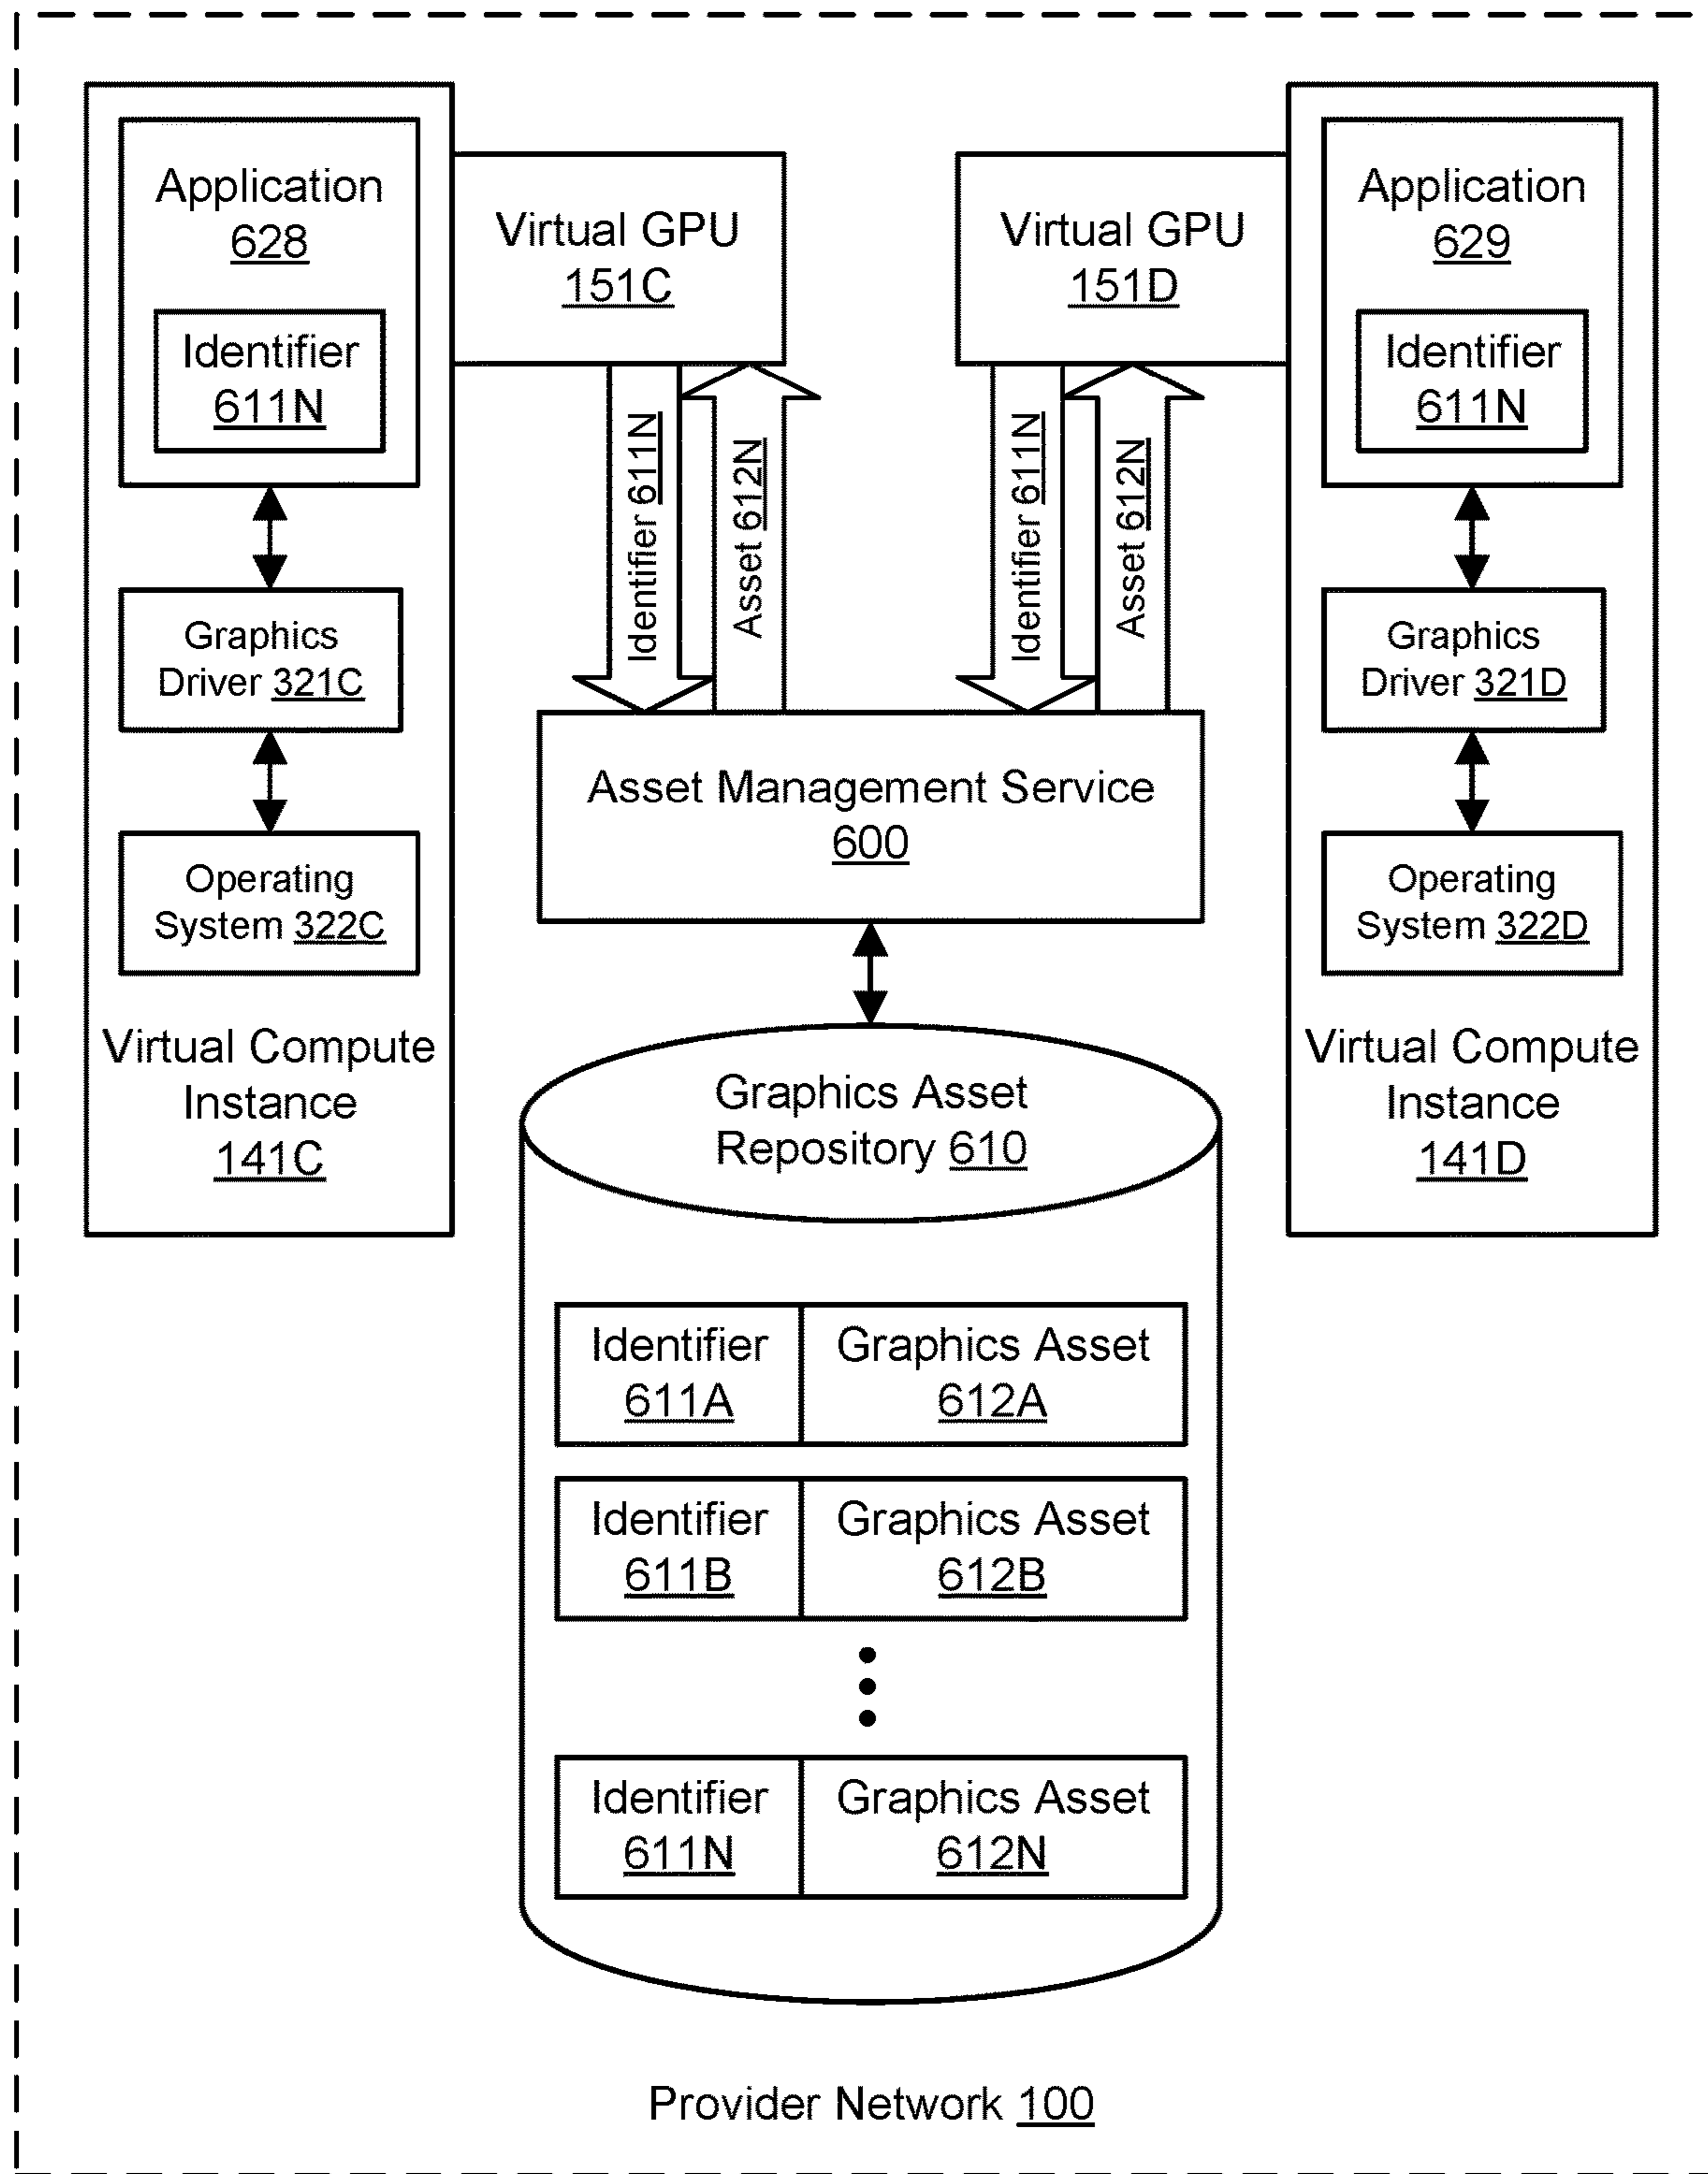 Application
628
Identifier
611N
Graphics
Driver 321C
Operating
System 322C
Virtual Compute
Instance
141C
Virtual GPU
151C
Identifier 611N
Asset 612N
Virtual GPU
151D
Identifier 611N
Asset 612N
Application
629
Identifier
611N
Graphics
Driver 321D
Operating
System 322D
Virtual Compute
Instance
141D
Asset Management Service
600
Graphics Asset
Repository 610
Identifier
611A
Graphics Asset
612A
Identifier
611B
Graphics Asset
612B
Identifier
611N
Graphics Asset
612N
Provider Network 100